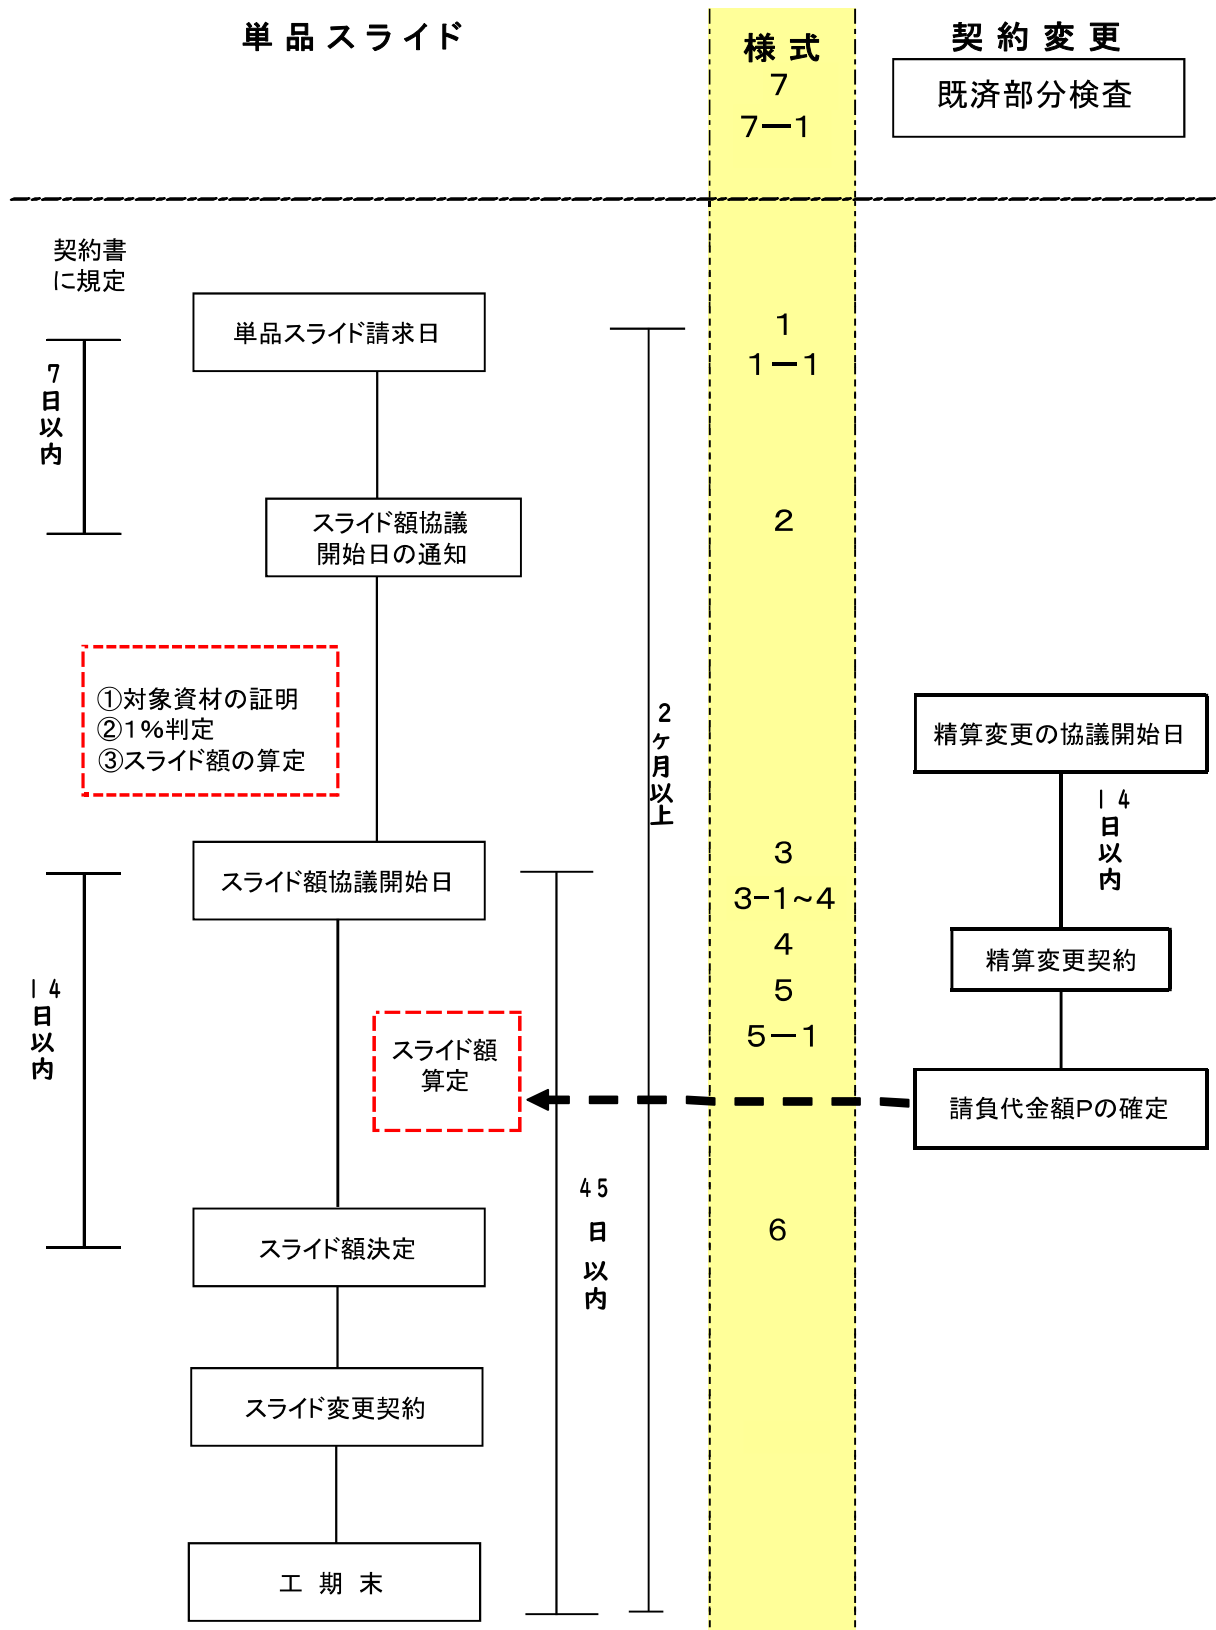 単品スライド
様式
契約変更
7
7ー1
既済部分検査
契約書
に規定
単品スライド請求日
7日以内
1
1ー1
スライド額協議
開始日の通知
2
①対象資材の証明
②1%判定
③スライド額の算定
2ヶ月以上
精算変更の協議開始日
14日以内
スライド額協議開始日
3
3-1~4
4
5
5ー1
精算変更契約
14日以内
スライド額
算定
請負代金額Pの確定
45日以内
スライド額決定
6
スライド変更契約
工期末